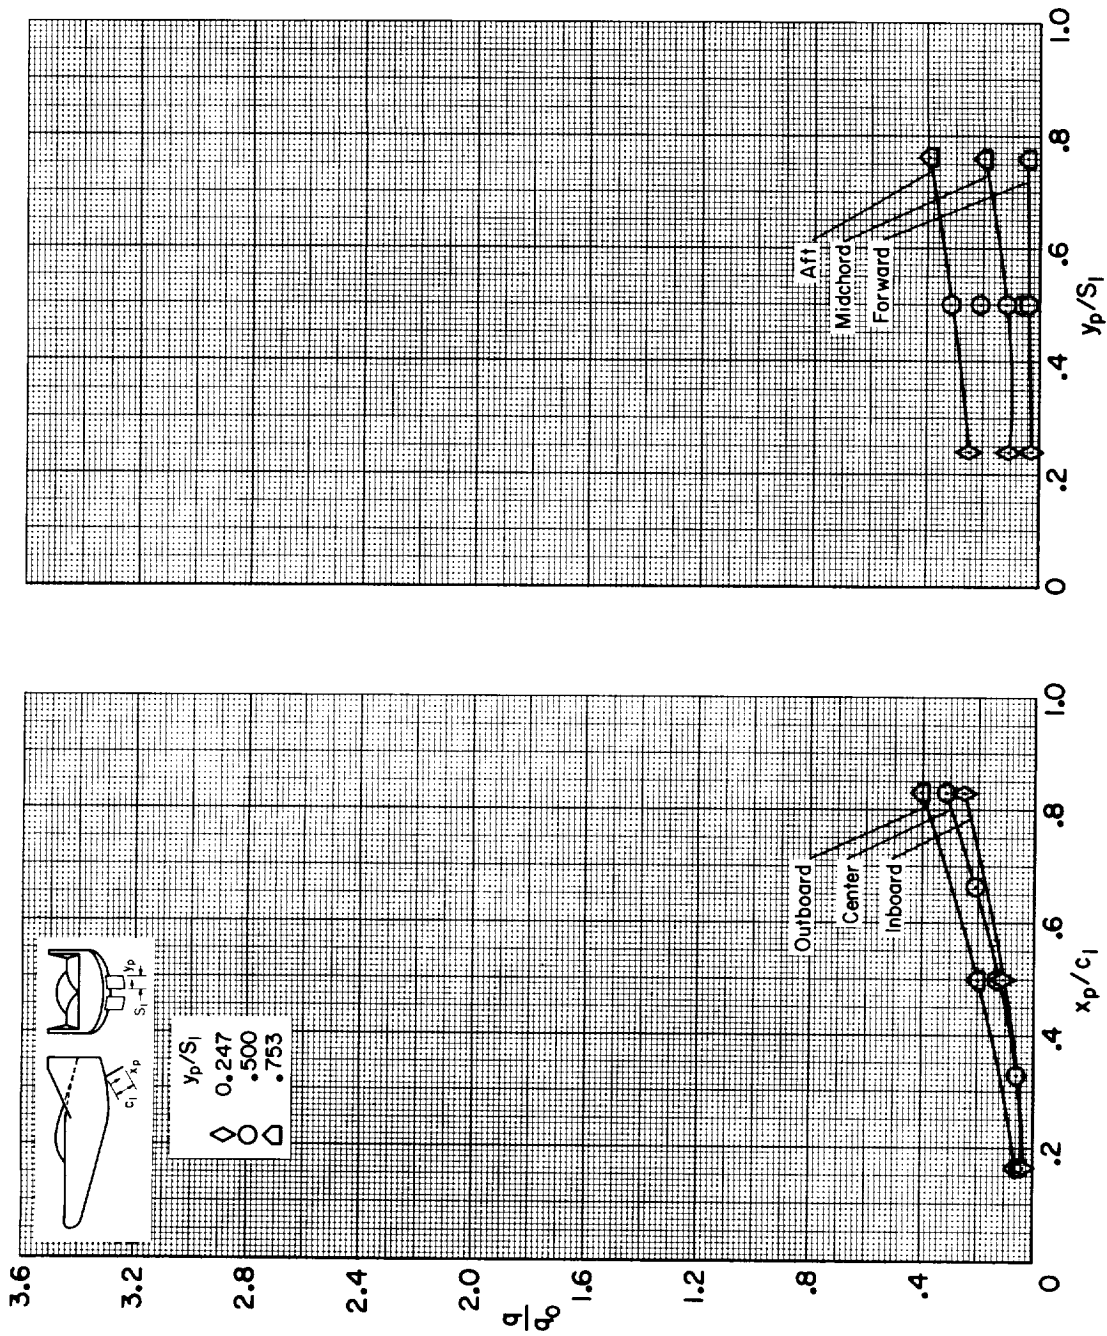 3.6
3.2
2.8
2.4
2.0
1.6
1.2
.8
.4
0
q/q₀
.2
.4
.6
.8
1.0
xₚ/c₁
c₁
xₚ
S₁
yₚ
yₚ/S₁
0.247
.500
.753
Outboard
Center
Inboard
0
.2
.4
.6
.8
1.0
yₚ/S₁
Aft
Midchord
Forward